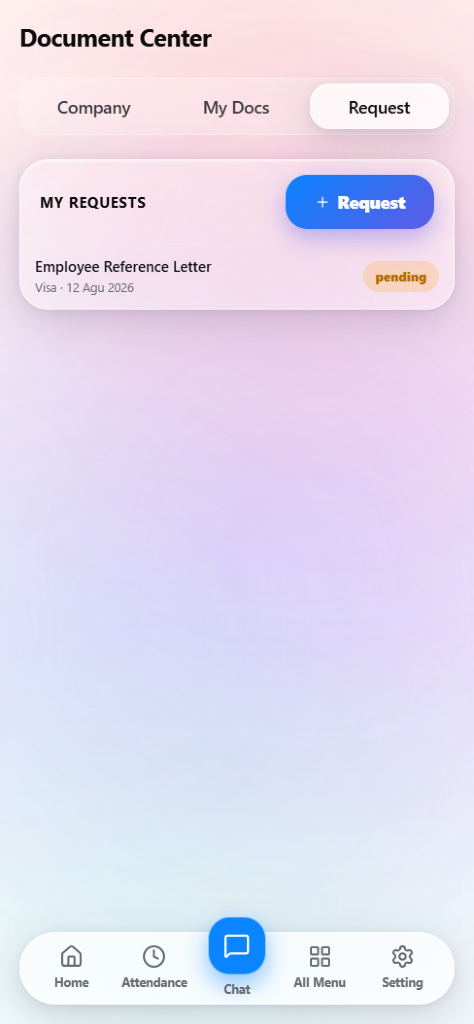 Document Center
Company My Docs Request
MY REQUESTS
+ Request
Employee Reference Letter
Visa · 12 Agu 2026
pending
Home Attendance Chat All Menu Setting